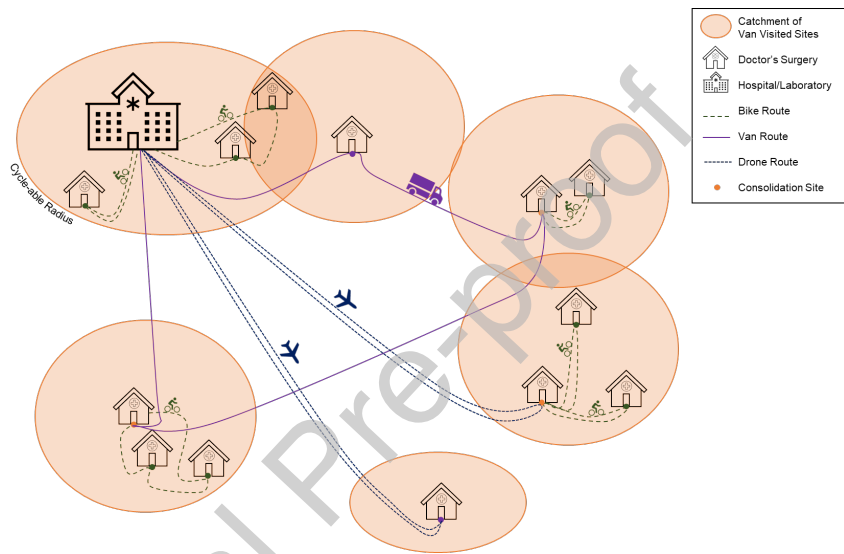 Catchment of
Van Visited Sites
Doctor's Surgery
Hospital/Laboratory
Bike Route
Van Route
Drone Route
Consolidation Site
Cycle-able Radius
Pre-proof